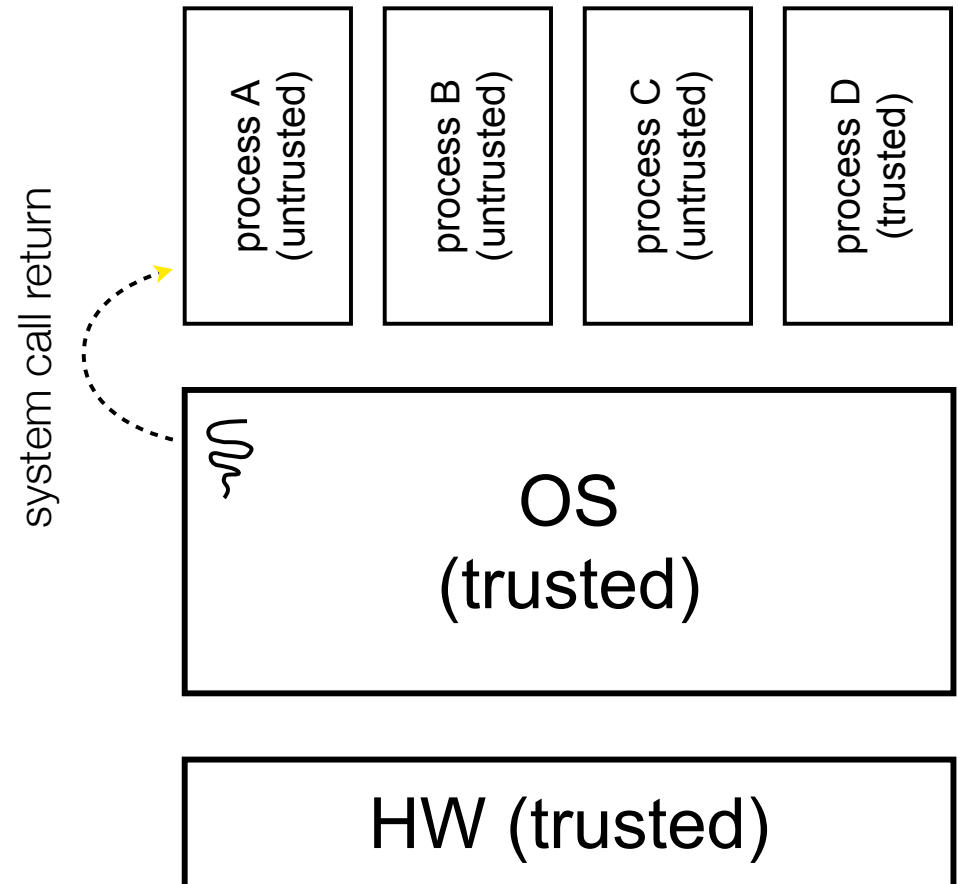 process A
(untrusted)
process B
(untrusted)
process C
(untrusted)
process D
(trusted)
system call return
OS
(trusted)
HW (trusted)